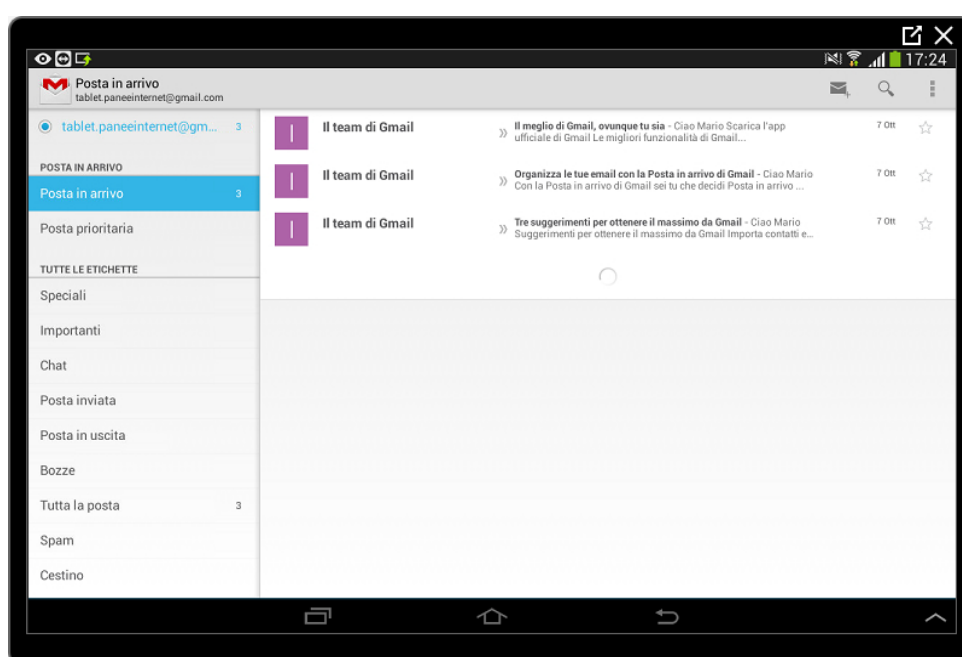 17:24
Posta in arrivo
tablet.paneeinternet@gmail.com
tablet.paneeinternet@gm... 3
POSTA IN ARRIVO
Posta in arrivo 3
Posta prioritaria
TUTTE LE ETICHETTE
Speciali
Importanti
Chat
Posta inviata
Posta in uscita
Bozze
Tutta la posta 3
Spam
Cestino
I Il team di Gmail » Il meglio di Gmail, ovunque tu sia - Ciao Mario Scarica l'app 7 Ott
ufficiale di Gmail Le migliori funzionalità di Gmail...
I Il team di Gmail » Organizza le tue email con la Posta in arrivo di Gmail - Ciao Mario 7 Ott
Con la Posta in arrivo di Gmail sei tu che decidi Posta in arrivo ...
I Il team di Gmail » Tre suggerimenti per ottenere il massimo da Gmail - Ciao Mario 7 Ott
Suggerimenti per ottenere il massimo da Gmail Importa contatti e...